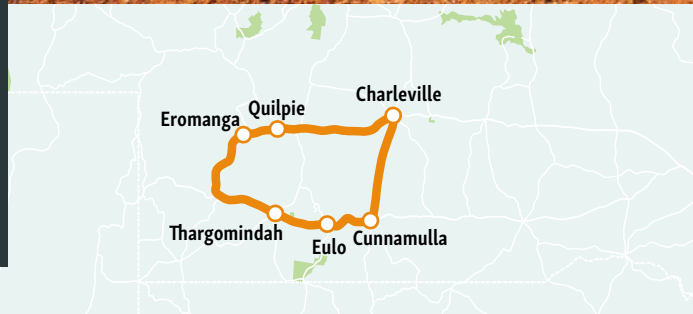 Charleville
Quilpie
Eromanga
Thargomindah
Eulo
Cunnamulla